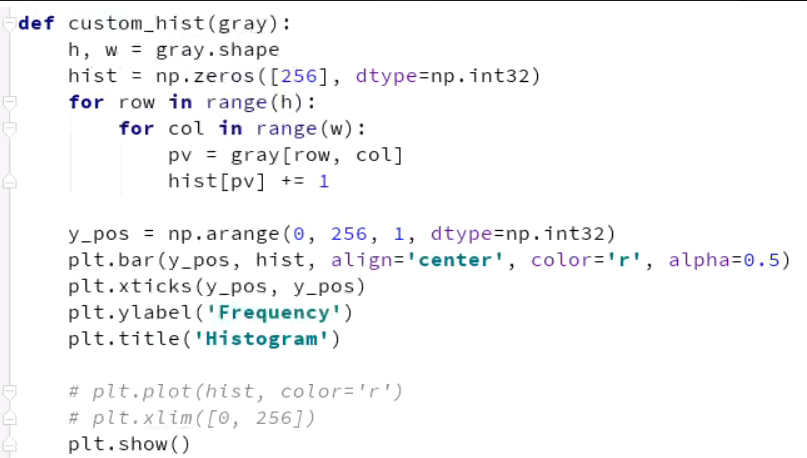 def custom_hist(gray):
    h, w = gray.shape
    hist = np.zeros([256], dtype=np.int32)
    for row in range(h):
        for col in range(w):
            pv = gray[row, col]
            hist[pv] += 1

    y_pos = np.arange(0, 256, 1, dtype=np.int32)
    plt.bar(y_pos, hist, align='center', color='r', alpha=0.5)
    plt.xticks(y_pos, y_pos)
    plt.ylabel('Frequency')
    plt.title('Histogram')

    # plt.plot(hist, color='r')
    # plt.xlim([0, 256])
    plt.show()